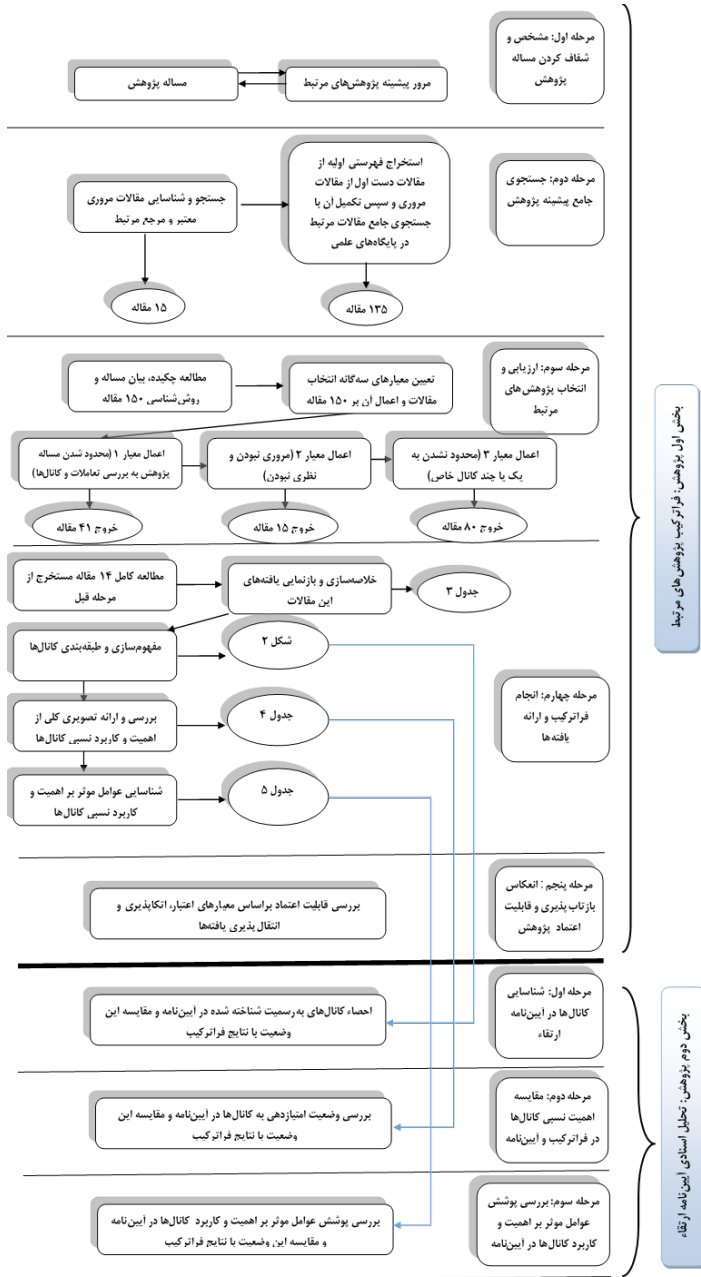 بخش اول پژوهش: فراترکیب پژوهش‌های مرتبط
مرحله اول: مشخص و
شفاف کردن مساله
پژوهش
مرور پیشینه پژوهش‌های مرتبط
مساله پژوهش
مرحله دوم: جستجوی
جامع پیشینه پژوهش
استخراج فهرستی اولیه از
مقالات دست اول از مقالات
مروری و سپس تکمیل آن با
جستجوی جامع مقالات مرتبط
در پایگاه‌های علمی
جستجو و شناسایی مقالات مروری
معتبر و مرجع مرتبط
۱۳۵ مقاله
۱۵ مقاله
مرحله سوم: ارزیابی و
انتخاب پژوهش‌های
مرتبط
تعیین معیارهای سه‌گانه انتخاب
مقالات و اعمال آن بر ۱۵۰ مقاله
مطالعه چکیده، بیان مساله و
روش‌شناسی ۱۵۰ مقاله
اعمال معیار ۳ (محدود نشدن به
یک یا چند کانال خاص)
اعمال معیار ۲ (مروری نبودن و
نظری نبودن)
اعمال معیار ۱ (محدود شدن مساله
پژوهش به بررسی تعاملات و کانال‌ها)
خروج ۸۰ مقاله
خروج ۱۵ مقاله
خروج ۴۱ مقاله
مرحله چهارم: انجام
فراترکیب و ارائه
یافته‌ها
مطالعه کامل ۱۴ مقاله مستخرج از
مرحله قبل
خلاصه‌سازی و بازنمایی یافته‌های
این مقالات
جدول ۳
مفهوم‌سازی و طبقه‌بندی کانال‌ها
شکل ۲
بررسی و ارائه تصویری کلی از
اهمیت و کاربرد نسبی کانال‌ها
جدول ۴
شناسایی عوامل موثر بر اهمیت و
کاربرد نسبی کانال‌ها
جدول ۵
مرحله پنجم: انعکاس
بازتاب پذیری و قابلیت
اعتماد پژوهش
بررسی قابلیت اعتماد براساس معیارهای اعتبار، اتکاپذیری و
انتقال پذیری یافته‌ها
بخش دوم پژوهش: تحلیل اسنادی آیین‌نامه ارتقاء
مرحله اول: شناسایی
کانال‌ها در آیین‌نامه
ارتقاء
احصاء کانال‌های به‌رسمیت شناخته شده در آیین‌نامه و مقایسه این
وضعیت با نتایج فراترکیب
مرحله دوم: مقایسه
اهمیت نسبی کانال‌ها
در فراترکیب و آیین‌نامه
بررسی وضعیت امتیازدهی به کانال‌ها در آیین‌نامه و مقایسه این
وضعیت با نتایج فراترکیب
مرحله سوم: بررسی پوشش
عوامل موثر بر اهمیت و
کاربرد کانال‌ها در آیین‌نامه
بررسی پوشش عوامل موثر بر اهمیت و کاربرد کانال‌ها در آیین‌نامه
و مقایسه این وضعیت با نتایج فراترکیب